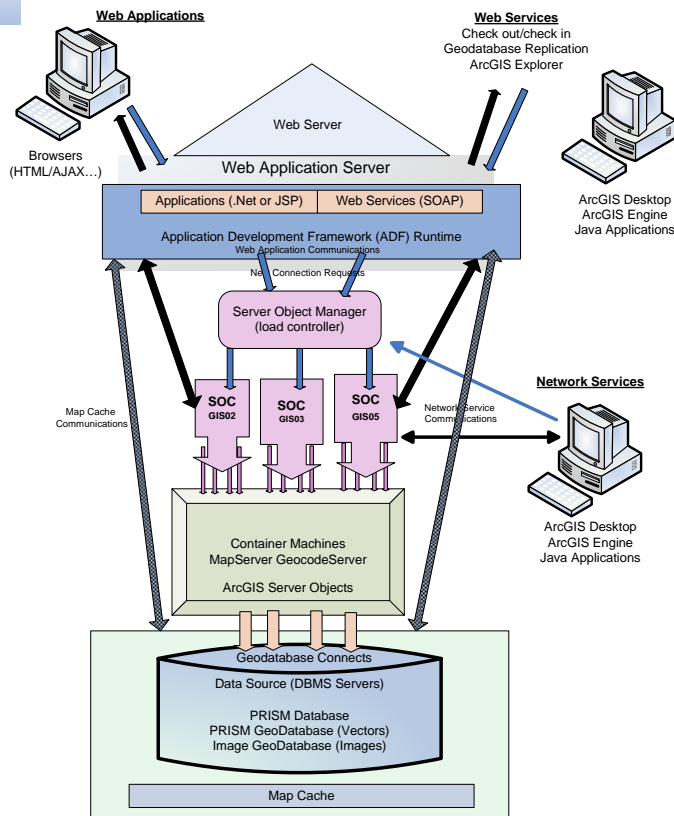 Web Applications
Web Services
Check out/check in
Geodatabase Replication
ArcGIS Explorer
Web Server
Browsers
(HTML/AJAX…)
Web Application Server
ArcGIS Desktop
ArcGIS Engine
Java Applications
Applications (.Net or JSP)
Web Services (SOAP)
Application Development Framework (ADF) Runtime
Web Application Communications
New Connection Requests
Server Object Manager
(load controller)
SOC
GIS02
SOC
GIS03
SOC
GIS05
Map Cache
Communications
Network Service
Communications
Network Services
ArcGIS Desktop
ArcGIS Engine
Java Applications
Container Machines
MapServer GeocodeServer
ArcGIS Server Objects
Geodatabase Connects
Data Source (DBMS Servers)
PRISM Database
PRISM GeoDatabase (Vectors)
Image GeoDatabase (Images)
Map Cache